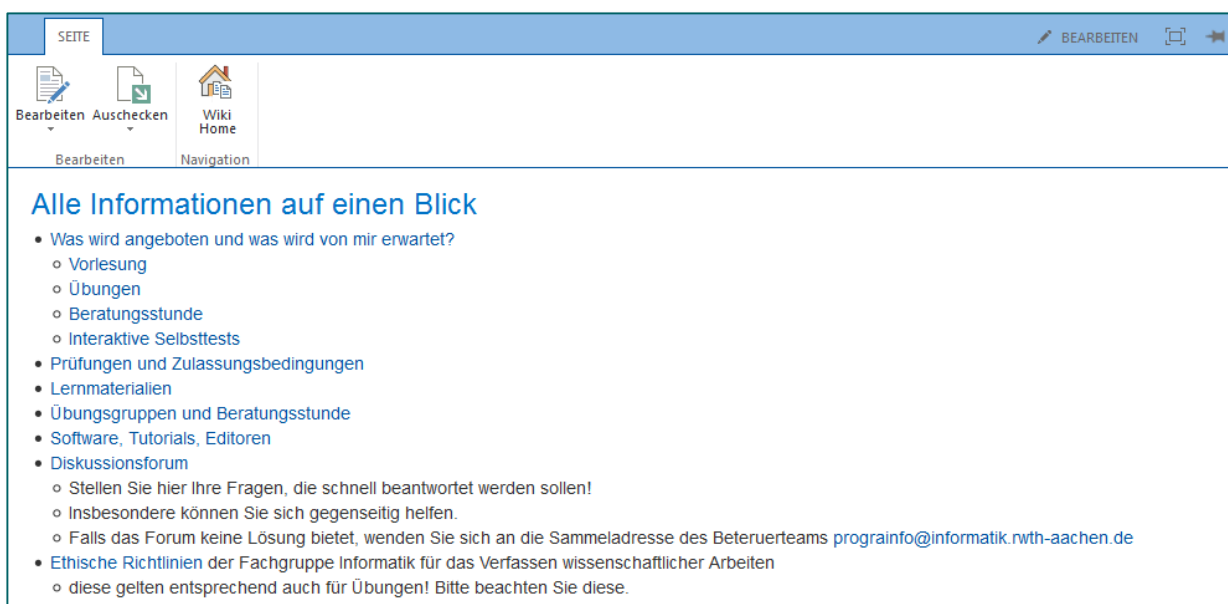 SEITE
BEARBEITEN
Bearbeiten Auschecken Wiki
Home
Bearbeiten Navigation
Alle Informationen auf einen Blick
• Was wird angeboten und was wird von mir erwartet?
o Vorlesung
o Übungen
o Beratungsstunde
o Interaktive Selbsttests
• Prüfungen und Zulassungsbedingungen
• Lernmaterialien
• Übungsgruppen und Beratungsstunde
• Software, Tutorials, Editoren
• Diskussionsforum
o Stellen Sie hier Ihre Fragen, die schnell beantwortet werden sollen!
o Insbesondere können Sie sich gegenseitig helfen.
o Falls das Forum keine Lösung bietet, wenden Sie sich an die Sammeladresse des Beteruerteams prograinfo@informatik.rwth-aachen.de
• Ethische Richtlinien der Fachgruppe Informatik für das Verfassen wissenschaftlicher Arbeiten
o diese gelten entsprechend auch für Übungen! Bitte beachten Sie diese.